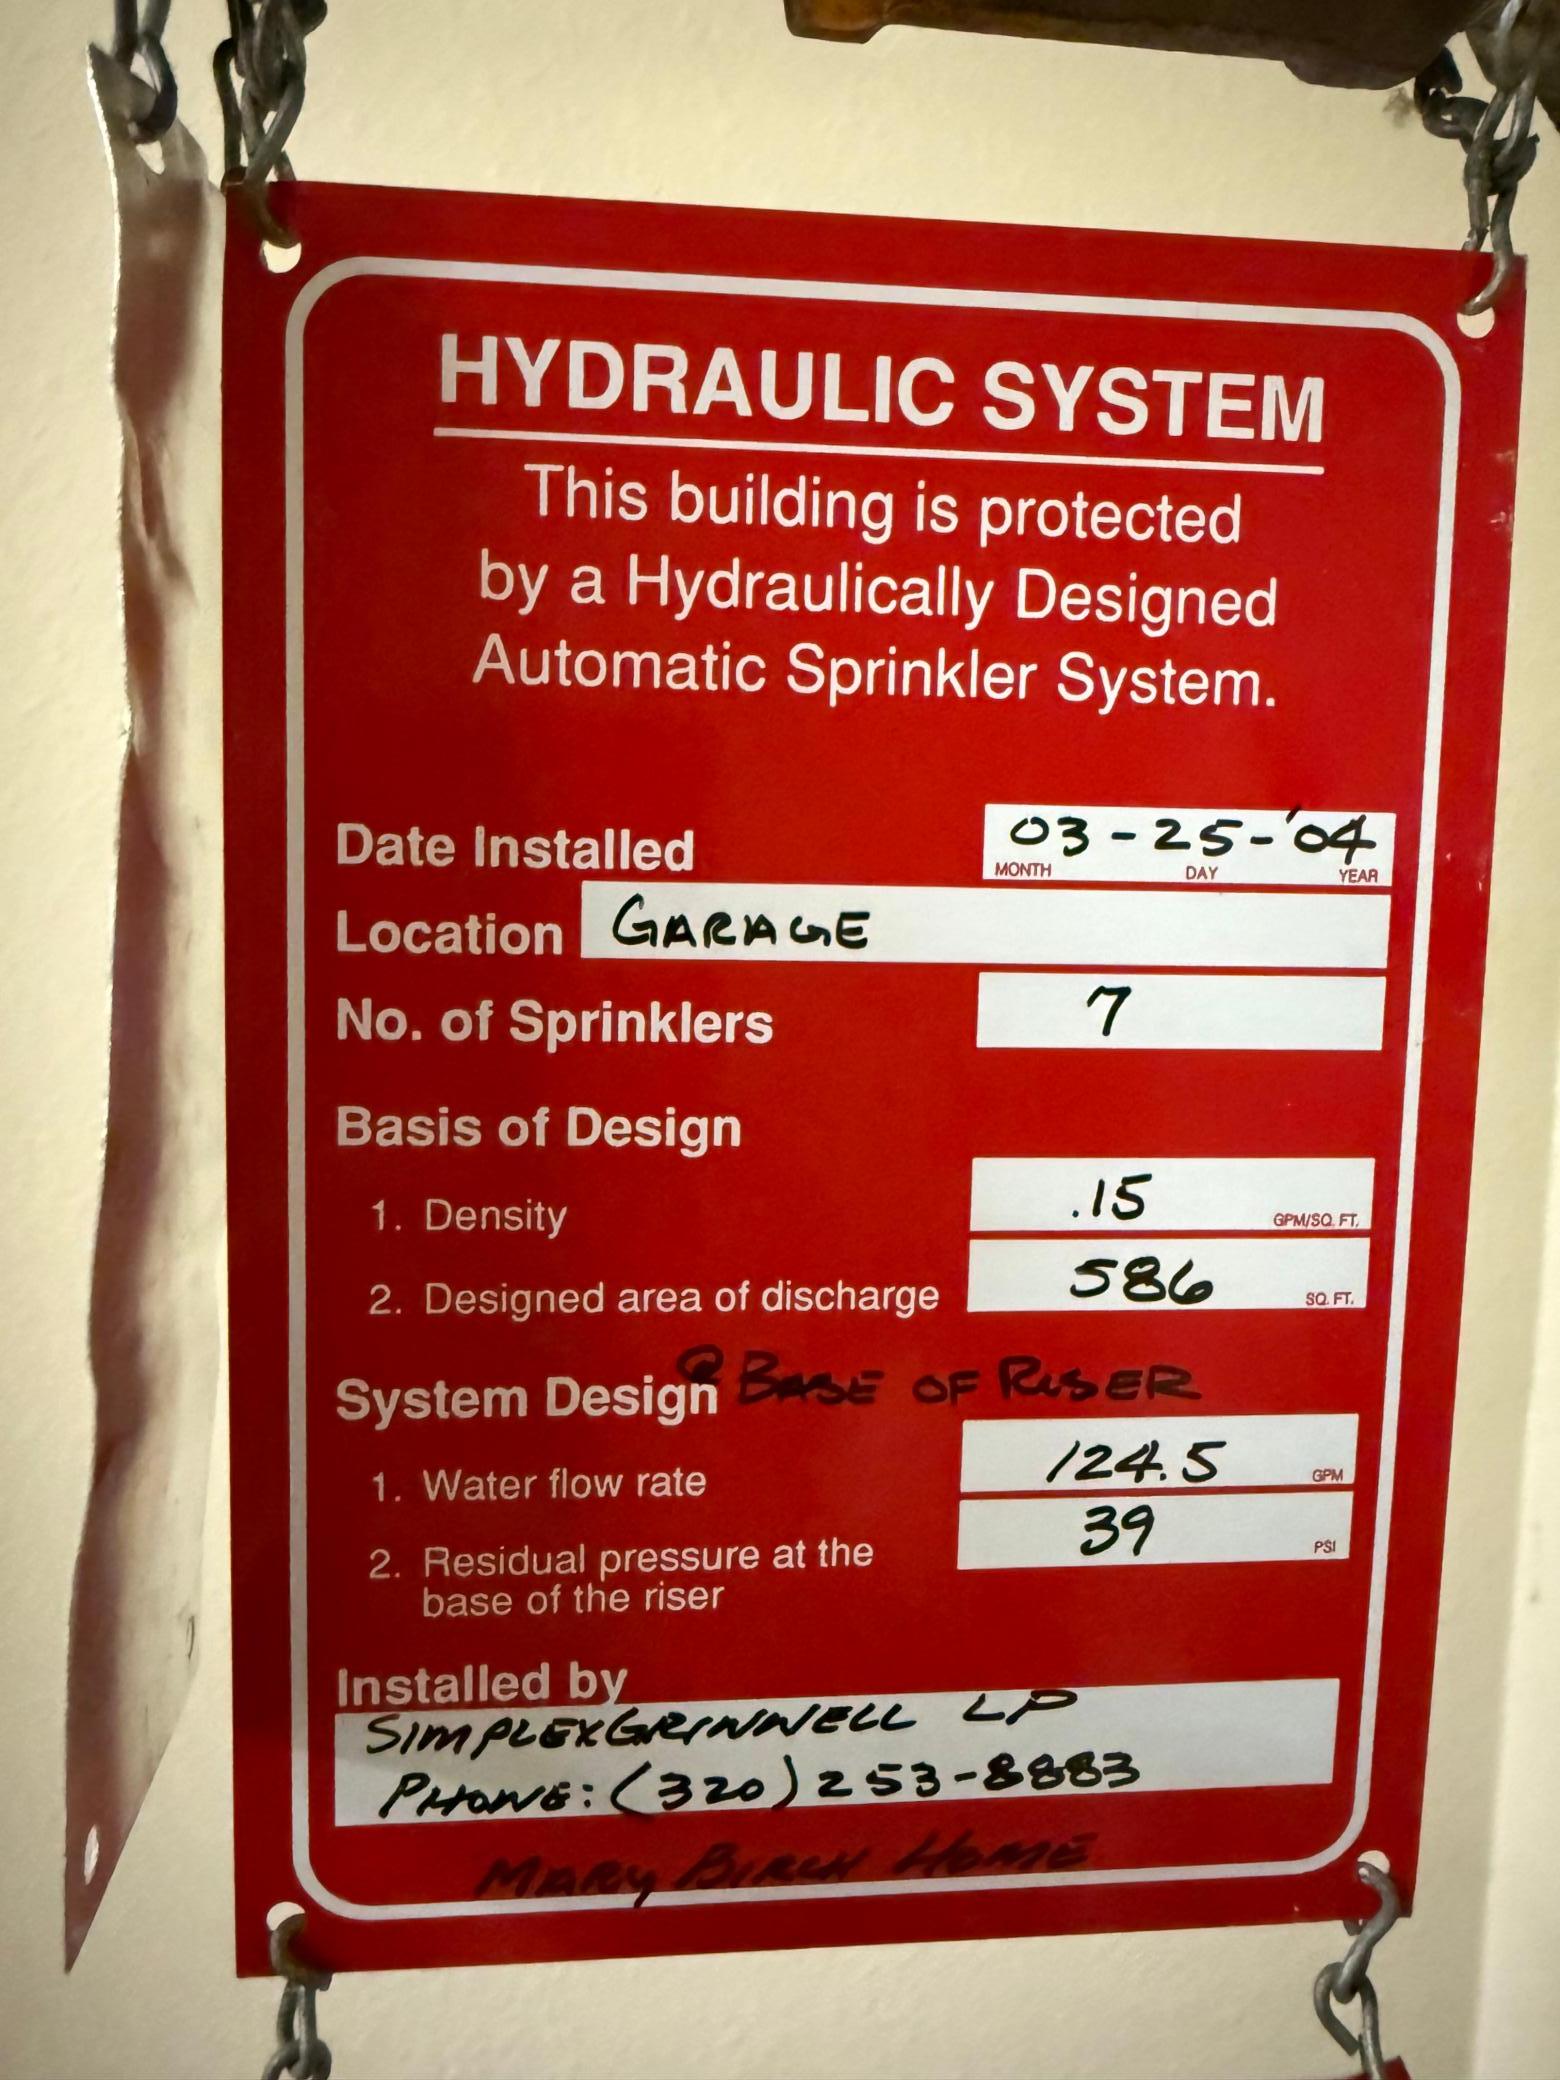 HYDRAULIC SYSTEM
This building is protected
by a Hydraulically Designed
Automatic Sprinkler System.
Date Installed 03-25-'04
MONTH DAY YEAR
Location GARAGE
No. of Sprinklers 7
Basis of Design
1. Density .15 GPM/SQ. FT.
2. Designed area of discharge 586 SQ. FT.
System Design @ BASE OF RISER
1. Water flow rate 124.5 GPM
2. Residual pressure at the 39 PSI
base of the riser
Installed by
SIMPLEXGRINNELL LP
PHONE: (320) 253-8883
MARY BIRCH HOME